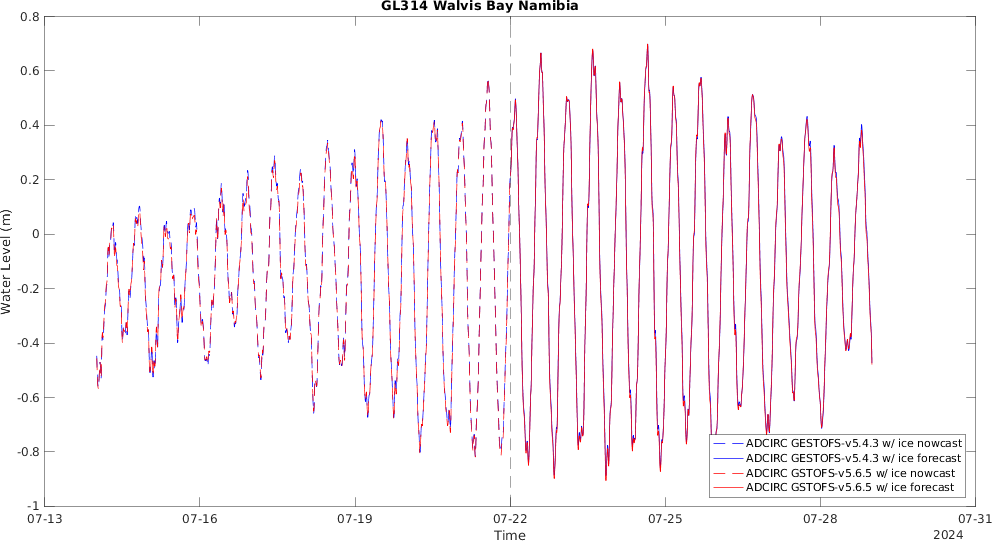 GL314 Walvis Bay Namibia
0.8
0.6
0.4
0.2
0
-0.2
-0.4
-0.6
-0.8
-1
Water Level (m)
ADCIRC GESTOFS-v5.4.3 w/ ice nowcast
ADCIRC GESTOFS-v5.4.3 w/ ice forecast
ADCIRC GSTOFS-v5.6.5 w/ ice nowcast
ADCIRC GSTOFS-v5.6.5 w/ ice forecast
07-13 07-16 07-19 07-22 07-25 07-28 07-31
Time
2024